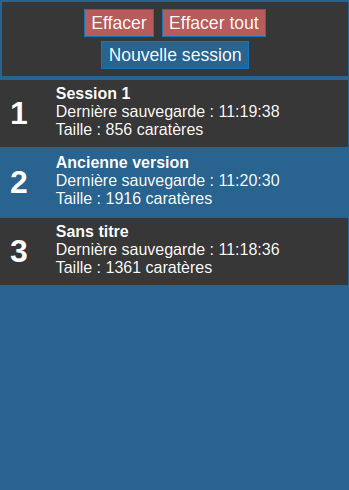 Effacer Effacer tout
Nouvelle session
1
Session 1
Dernière sauvegarde : 11:19:38
Taille : 856 caratères
2
Ancienne version
Dernière sauvegarde : 11:20:30
Taille : 1916 caratères
3
Sans titre
Dernière sauvegarde : 11:18:36
Taille : 1361 caratères